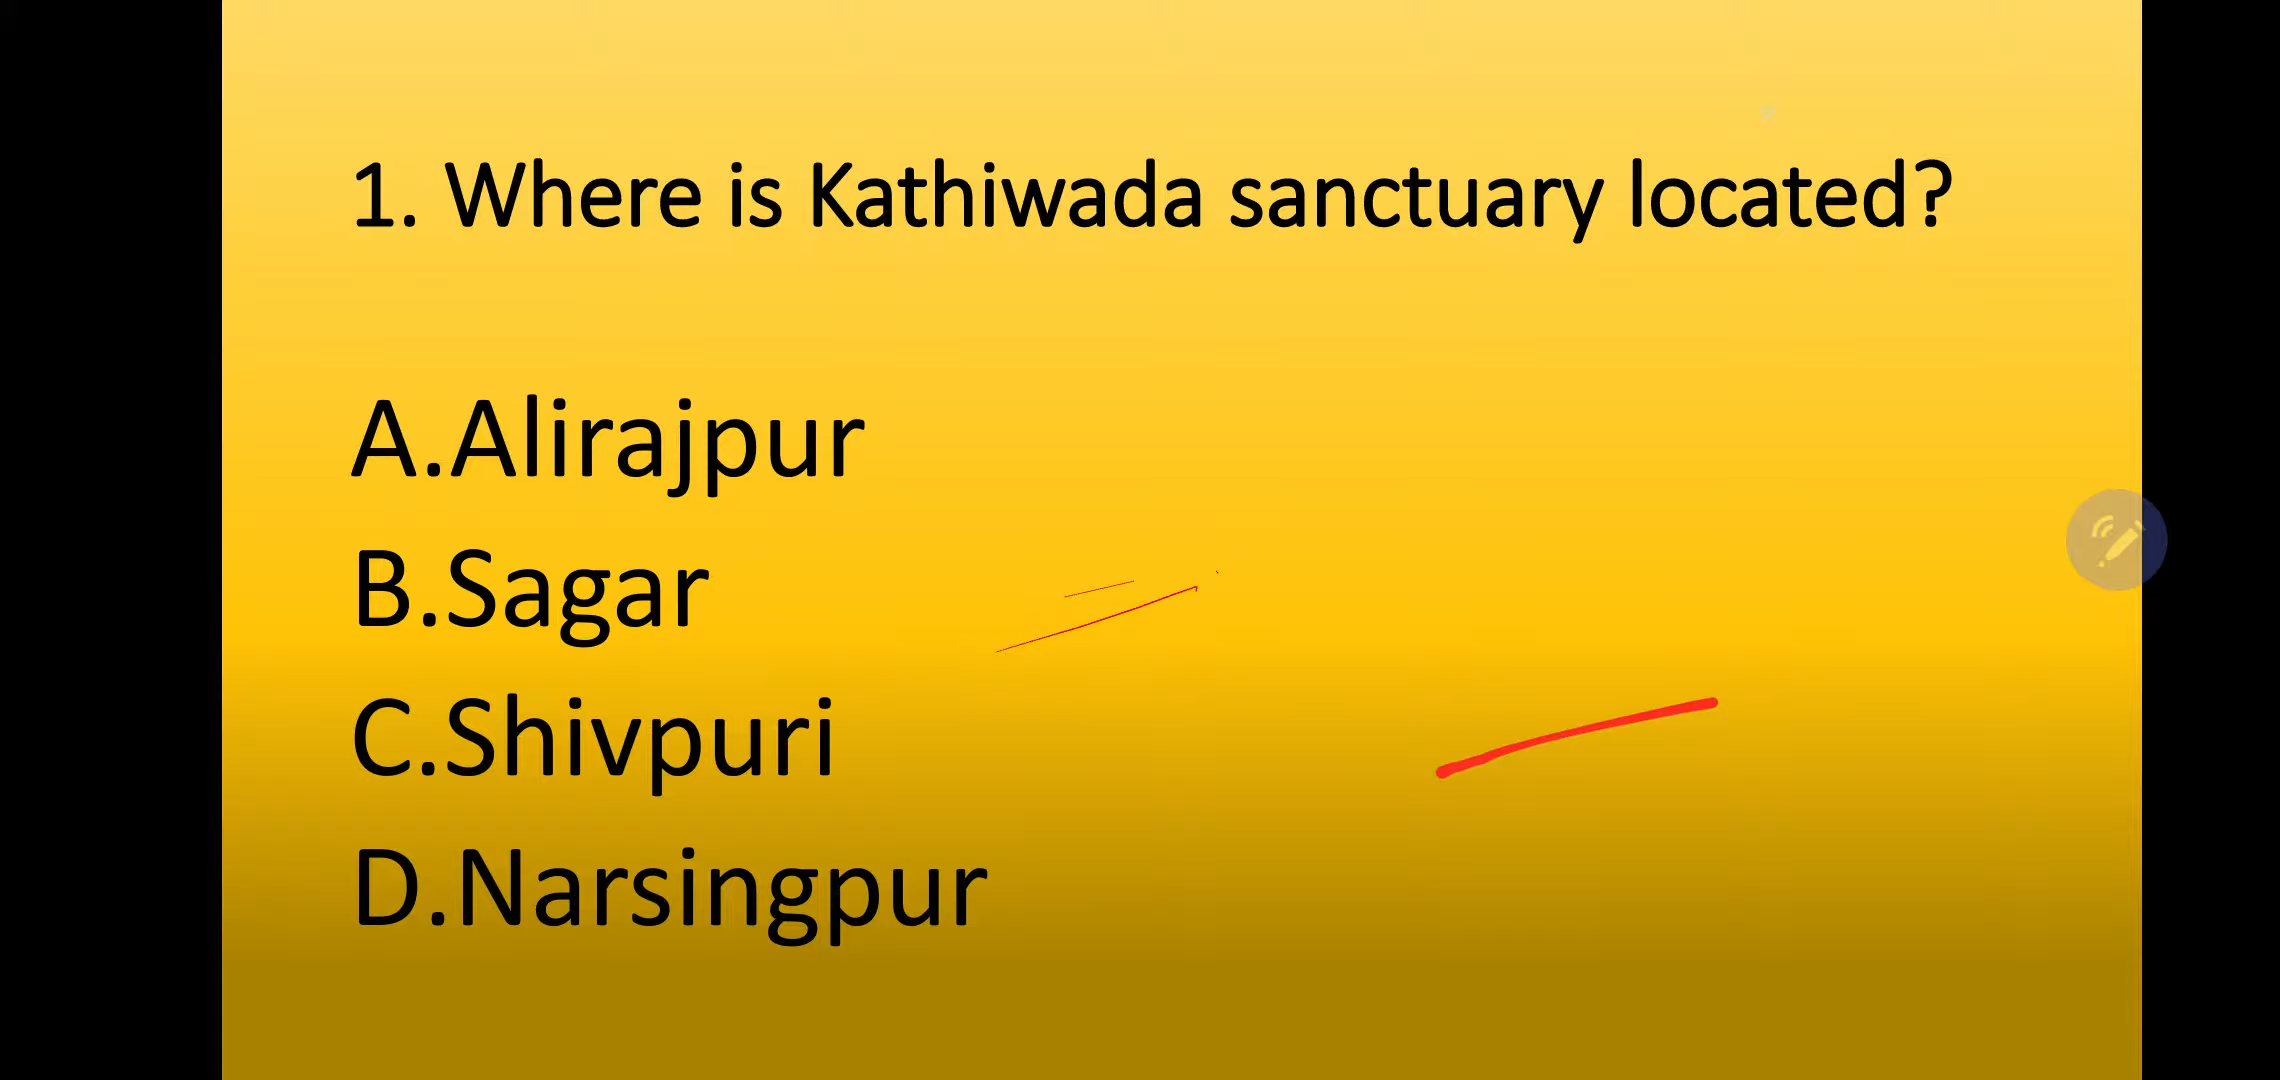 1. Where is Kathiwada sanctuary located?
A.Alirajpur
B.Sagar
C.Shivpuri
D.Narsingpur